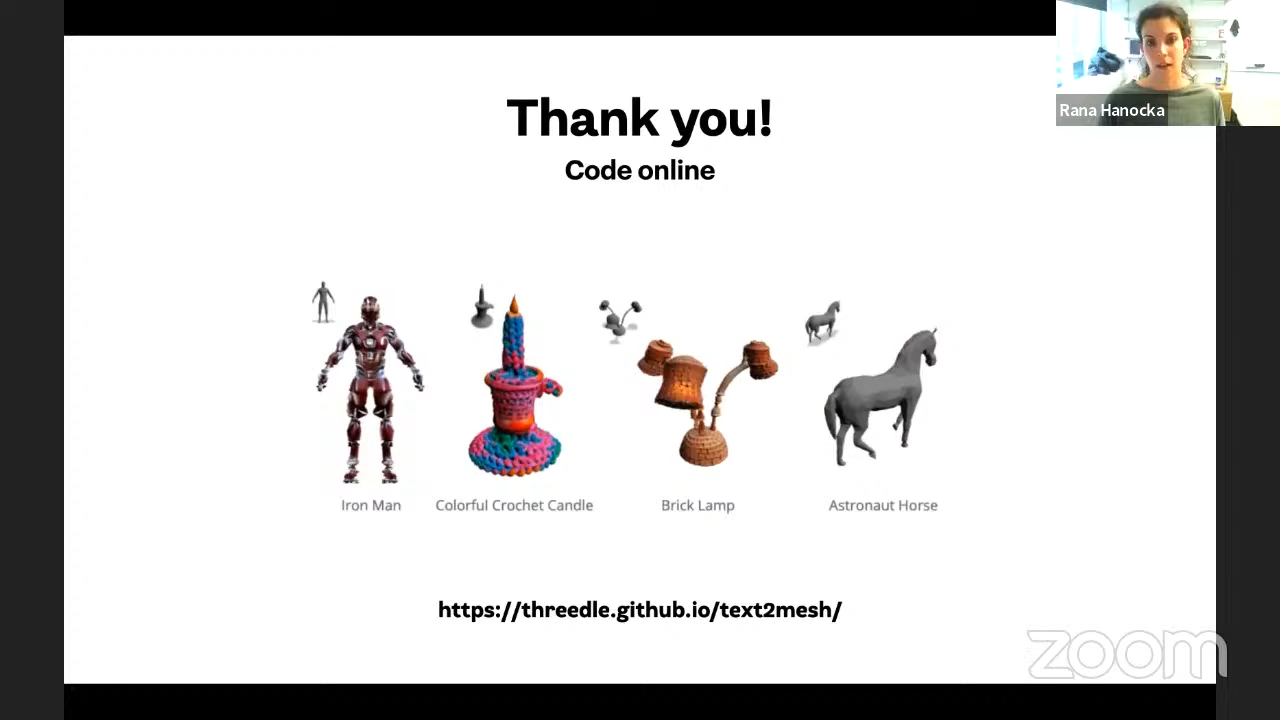 Thank you!
Code online
Rana Hanocka
Iron Man
Colorful Crochet Candle
Brick Lamp
Astronaut Horse
https://threedle.github.io/text2mesh/
zoom